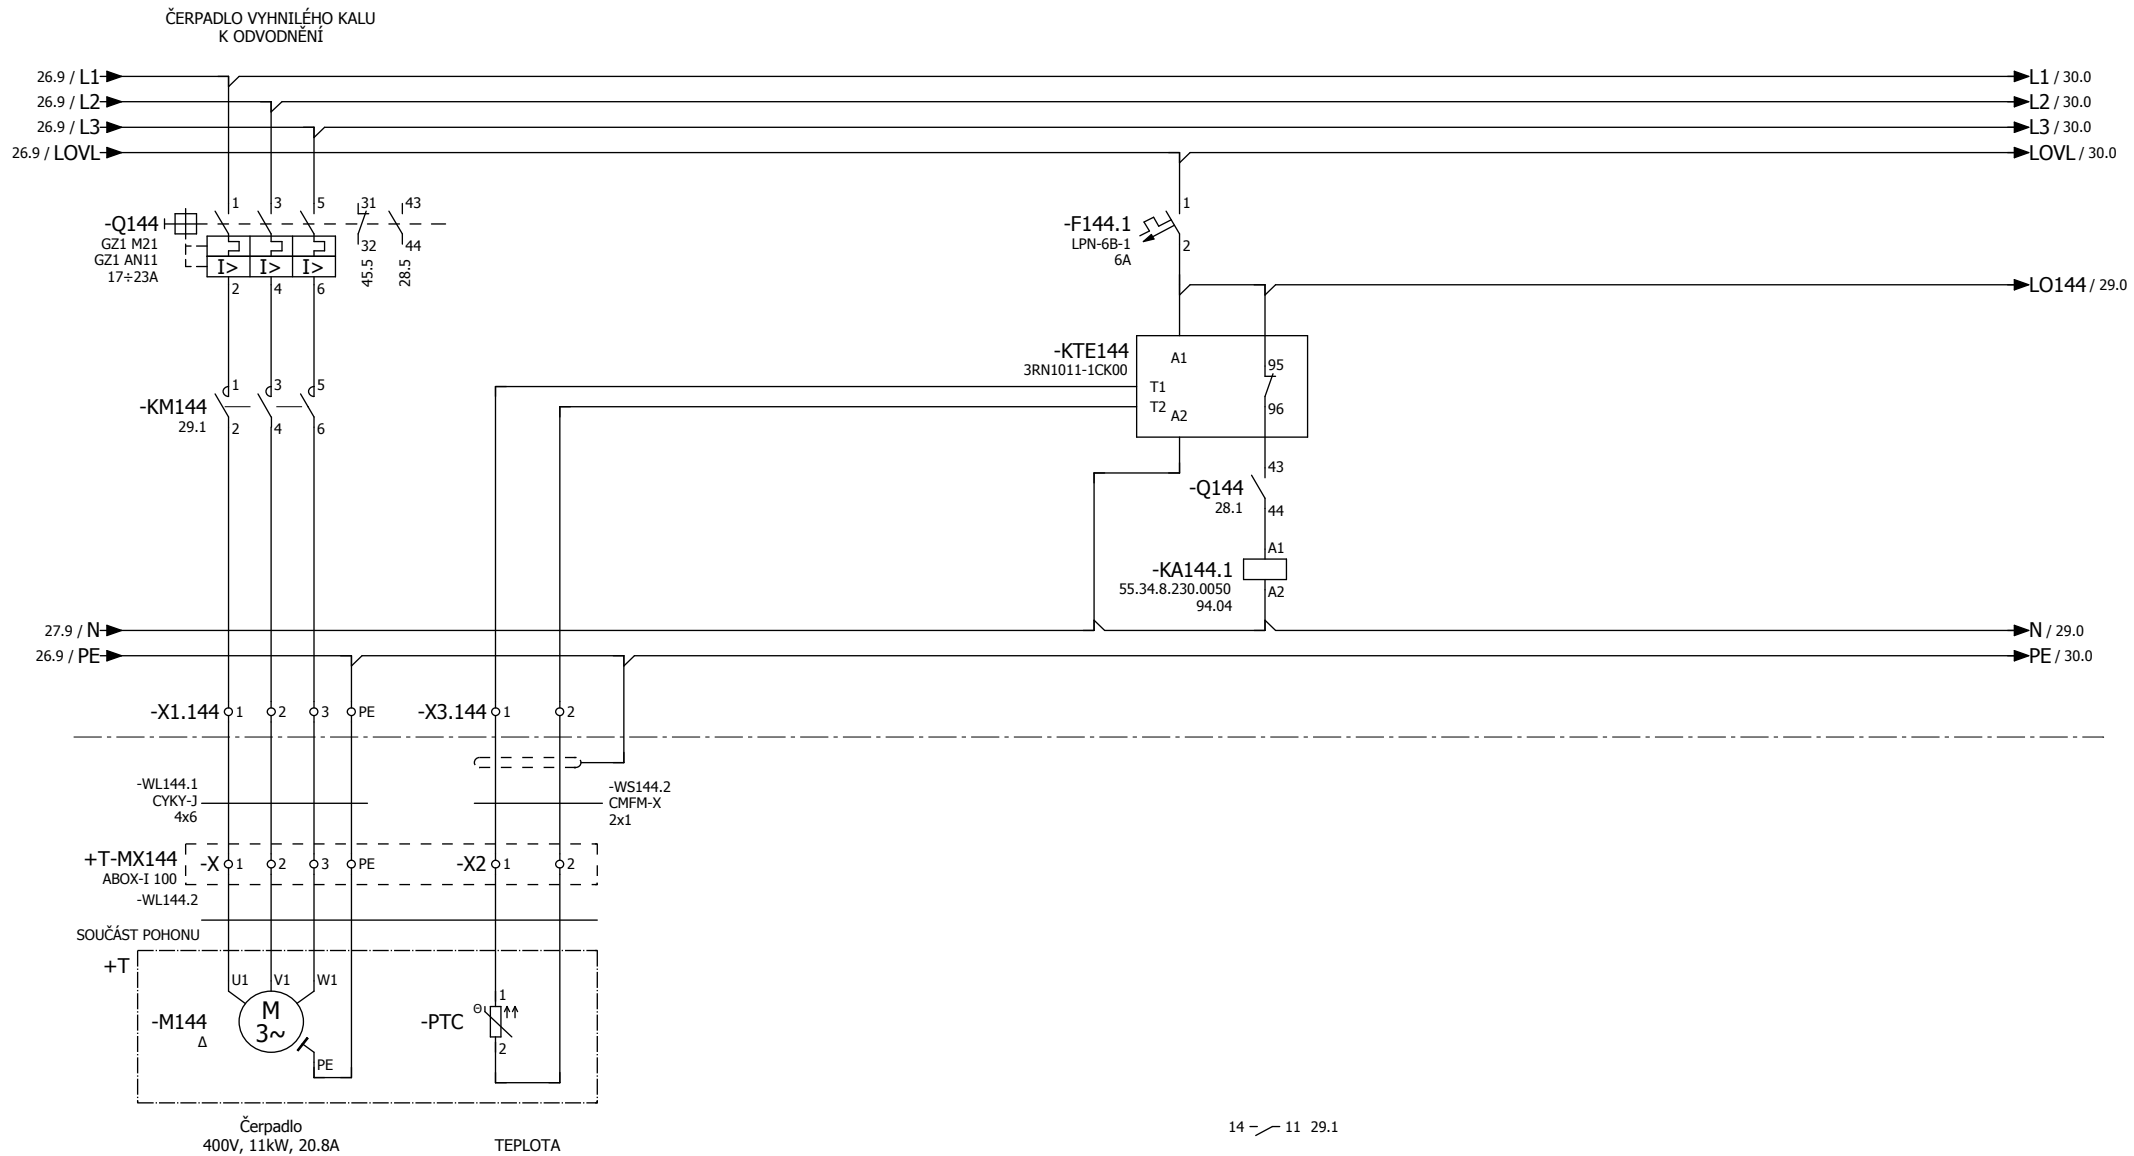 ČERPADLO VYHNILÉHO KALU
K ODVODNĚNÍ
26.9 / L1
L1 / 30.0
26.9 / L2
L2 / 30.0
26.9 / L3
L3 / 30.0
26.9 / LOVL
LOVL / 30.0
-Q144
GZ1 M21
GZ1 AN11
17÷23A
1
3
5
31
43
I>
I>
I>
2
4
6
32
44
45.5
28.5
-F144.1
LPN-6B-1
6A
1
2
LO144 / 29.0
-KTE144
3RN1011-1CK00
A1
T1
T2
A2
95
96
-KM144
29.1
1
3
5
2
4
6
-Q144
28.1
43
44
-KA144.1
55.34.8.230.0050
94.04
A1
A2
27.9 / N
N / 29.0
26.9 / PE
PE / 30.0
-X1.144
1
2
3
PE
-X3.144
1
2
-WL144.1
CYKY-J
4x6
-WS144.2
CMFM-X
2x1
+T-MX144
ABOX-I 100
-X
1
2
3
PE
-X2
1
2
-WL144.2
SOUČÁST POHONU
+T
U1
V1
W1
-M144
Δ
M
3~
PE
-PTC
Θ
1
2
Čerpadlo
400V, 11kW, 20.8A
TEPLOTA
14
11 29.1